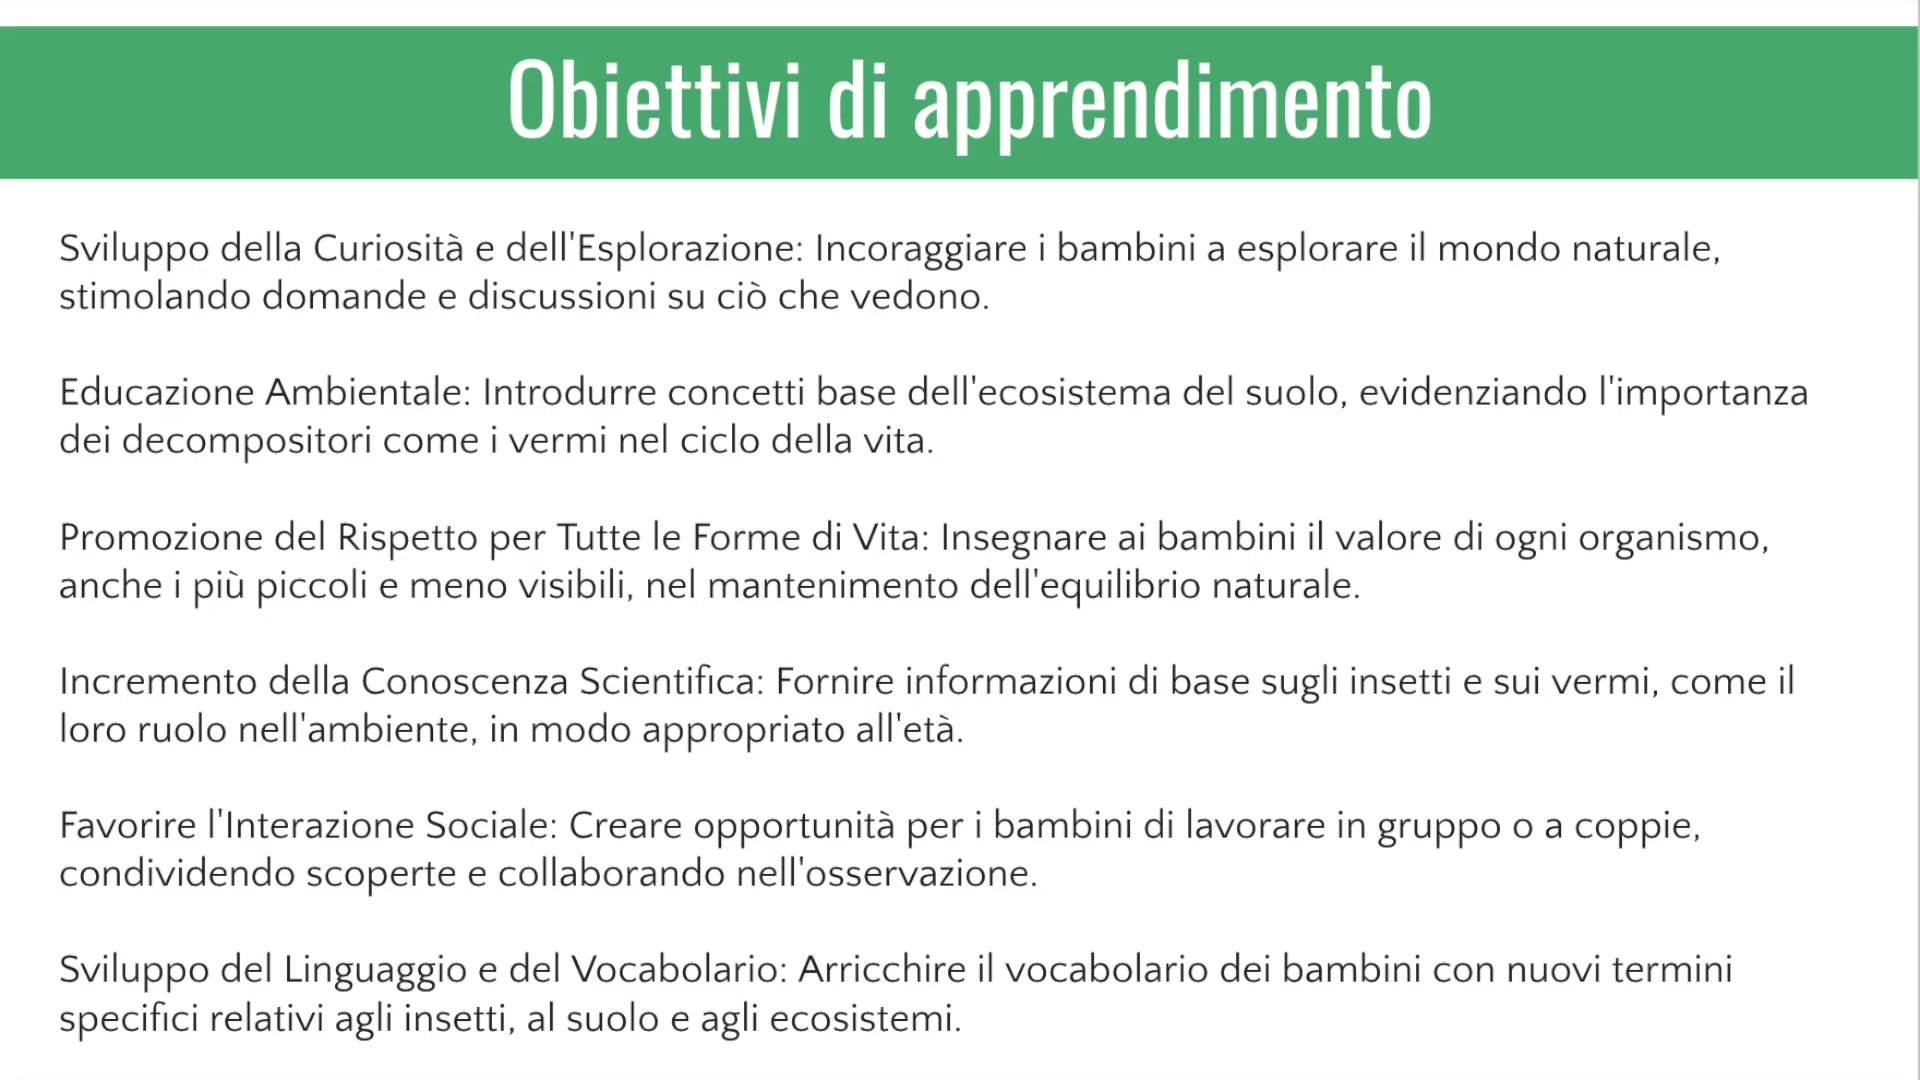 Obiettivi di apprendimento
Sviluppo della Curiosità e dell'Esplorazione: Incoraggiare i bambini a esplorare il mondo naturale,
stimolando domande e discussioni su ciò che vedono.
Educazione Ambientale: Introdurre concetti base dell'ecosistema del suolo, evidenziando l'importanza
dei decompositori come i vermi nel ciclo della vita.
Promozione del Rispetto per Tutte le Forme di Vita: Insegnare ai bambini il valore di ogni organismo,
anche i più piccoli e meno visibili, nel mantenimento dell'equilibrio naturale.
Incremento della Conoscenza Scientifica: Fornire informazioni di base sugli insetti e sui vermi, come il
loro ruolo nell'ambiente, in modo appropriato all'età.
Favorire l'Interazione Sociale: Creare opportunità per i bambini di lavorare in gruppo o a coppie,
condividendo scoperte e collaborando nell'osservazione.
Sviluppo del Linguaggio e del Vocabolario: Arricchire il vocabolario dei bambini con nuovi termini
specifici relativi agli insetti, al suolo e agli ecosistemi.